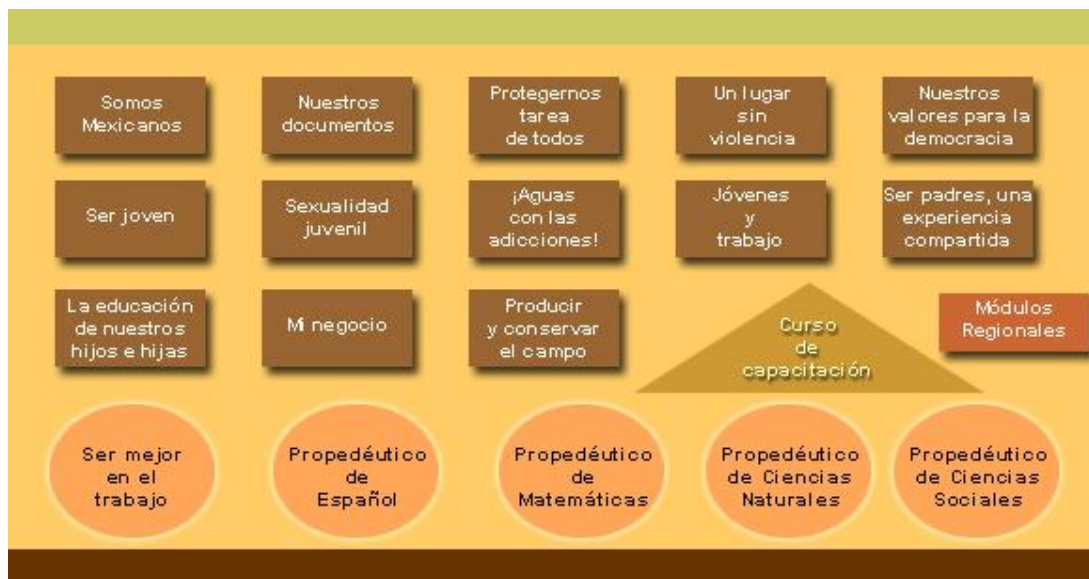 Somos
Mexicanos
Nuestros
documentos
Protegernos
tarea
de todos
Un lugar
sin
violencia
Nuestros
valores para la
democracia
Ser joven
Sexualidad
juvenil
¡Aguas
con las
adicciones!
Jóvenes
y
trabajo
Ser padres, una
experiencia
compartida
La educación
de nuestros
hijos e hijas
Mi negocio
Producir
y conservar
el campo
Curso
de
capacitación
Módulos
Regionales
Ser mejor
en el
trabajo
Propedéutico
de
Español
Propedéutico
de
Matemáticas
Propedéutico
de Ciencias
Naturales
Propedéutico
de Ciencias
Sociales